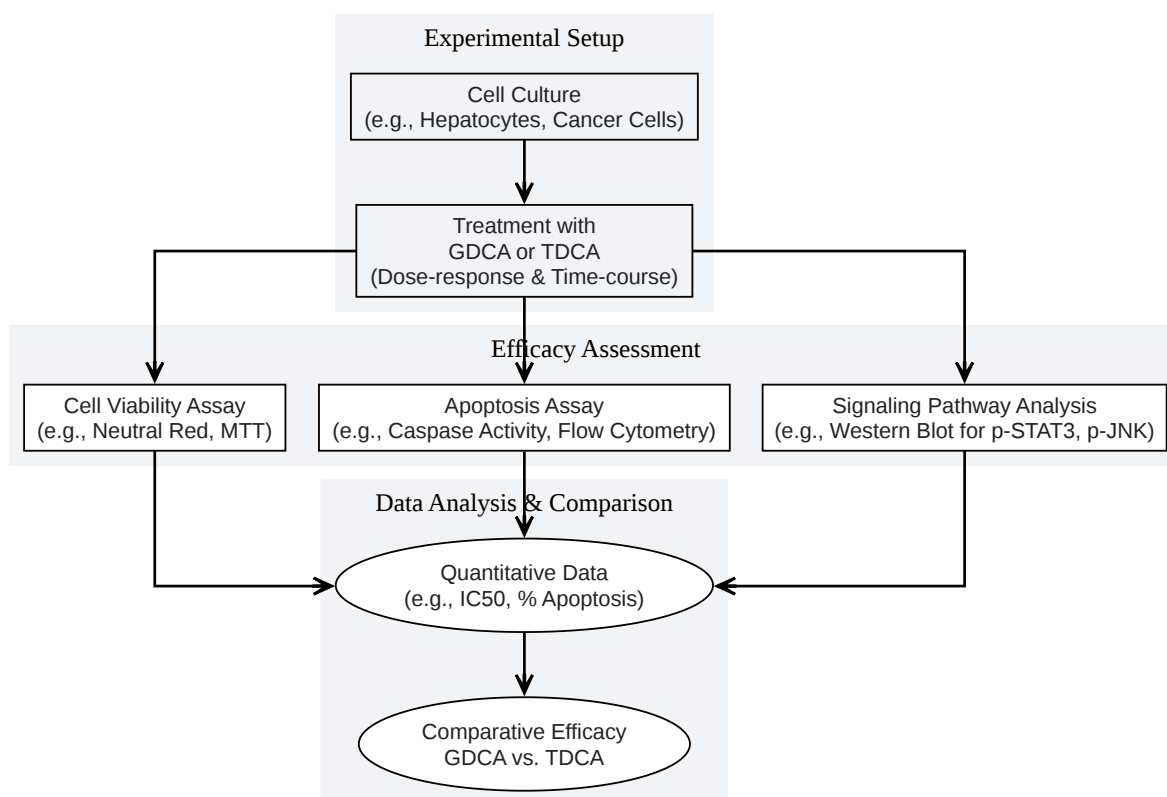 Experimental Setup
Cell Culture
(e.g., Hepatocytes, Cancer Cells)
Treatment with
GDCA or TDCA
(Dose-response & Time-course)
Efficacy Assessment
Cell Viability Assay
(e.g., Neutral Red, MTT)
Apoptosis Assay
(e.g., Caspase Activity, Flow Cytometry)
Signaling Pathway Analysis
(e.g., Western Blot for p-STAT3, p-JNK)
Data Analysis & Comparison
Quantitative Data
(e.g., IC50, % Apoptosis)
Comparative Efficacy
GDCA vs. TDCA